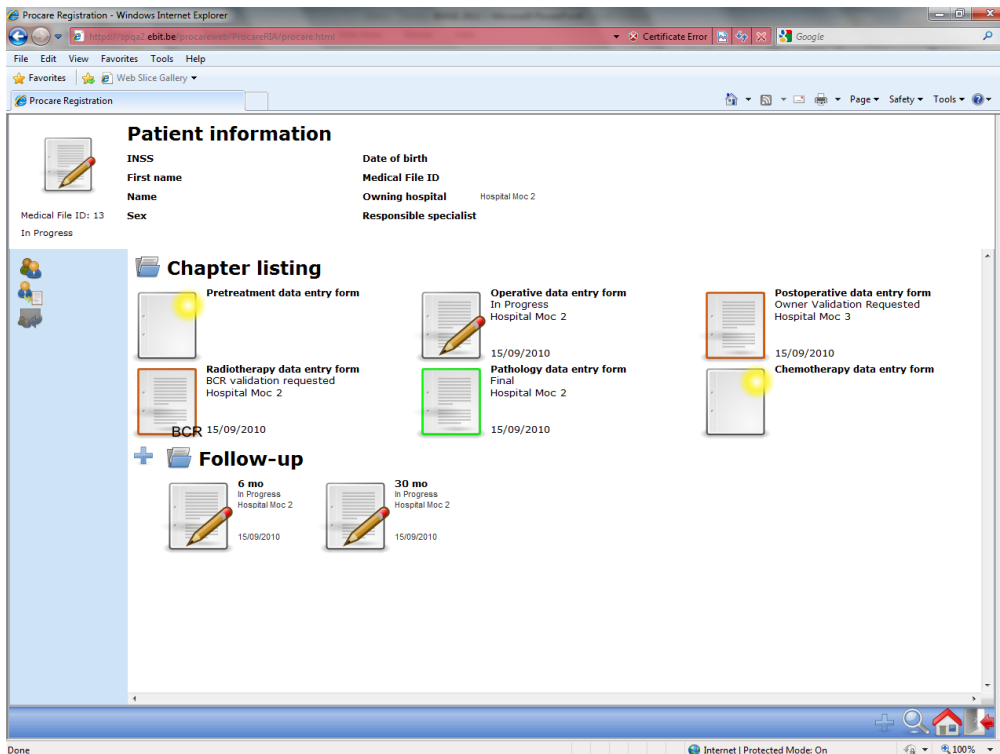 Procare Registration - Windows Internet Explorer
https://zpqa2.ebit.be/procareweb/ProcareRIA/procare.html
Certificate Error
Google
File Edit View Favorites Tools Help
Favorites Web Slice Gallery
Procare Registration
Page Safety Tools
Patient information
INSS Date of birth
First name Medical File ID
Name Owning hospital Hospital Moc 2
Medical File ID: 13 Sex Responsible specialist
In Progress
Chapter listing
Pretreatment data entry form
Operative data entry form
In Progress
Hospital Moc 2
15/09/2010
Postoperative data entry form
Owner Validation Requested
Hospital Moc 3
15/09/2010
Radiotherapy data entry form
BCR validation requested
Hospital Moc 2
BCR 15/09/2010
Pathology data entry form
Final
Hospital Moc 2
15/09/2010
Chemotherapy data entry form
Follow-up
6 mo
In Progress
Hospital Moc 2
15/09/2010
30 mo
In Progress
Hospital Moc 2
15/09/2010
Done
Internet | Protected Mode: On
100%